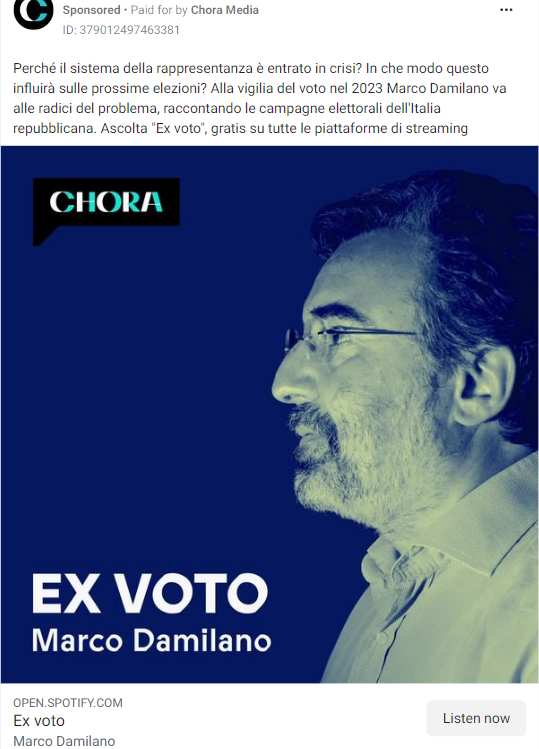 Sponsored • Paid for by Chora Media
ID: 379012497463381
Perché il sistema della rappresentanza è entrato in crisi? In che modo questo
influirà sulle prossime elezioni? Alla vigilia del voto nel 2023 Marco Damilano va
alle radici del problema, raccontando le campagne elettorali dell'Italia
repubblicana. Ascolta "Ex voto", gratis su tutte le piattaforme di streaming
CHORA
EX VOTO
Marco Damilano
OPEN.SPOTIFY.COM
Ex voto
Marco Damilano
Listen now